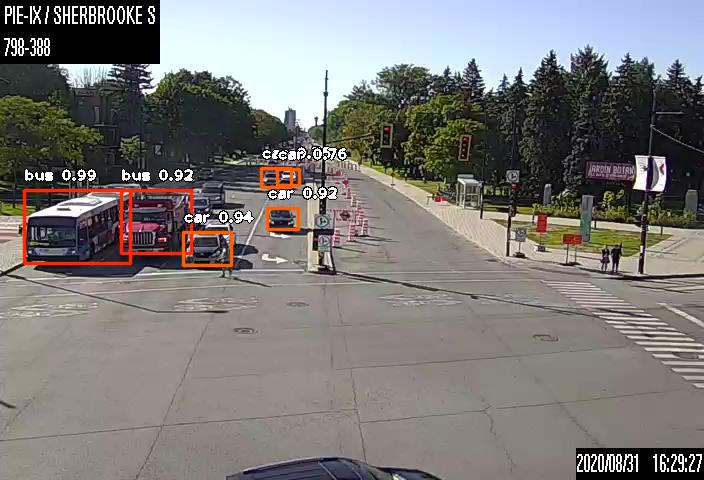 PIE-IX / SHERBROOKE S
798-388
bus 0.99
bus 0.92
car 0.94
car 0.76
car 0.92
JARDIN BOTAN
2020/08/31 16:29:27